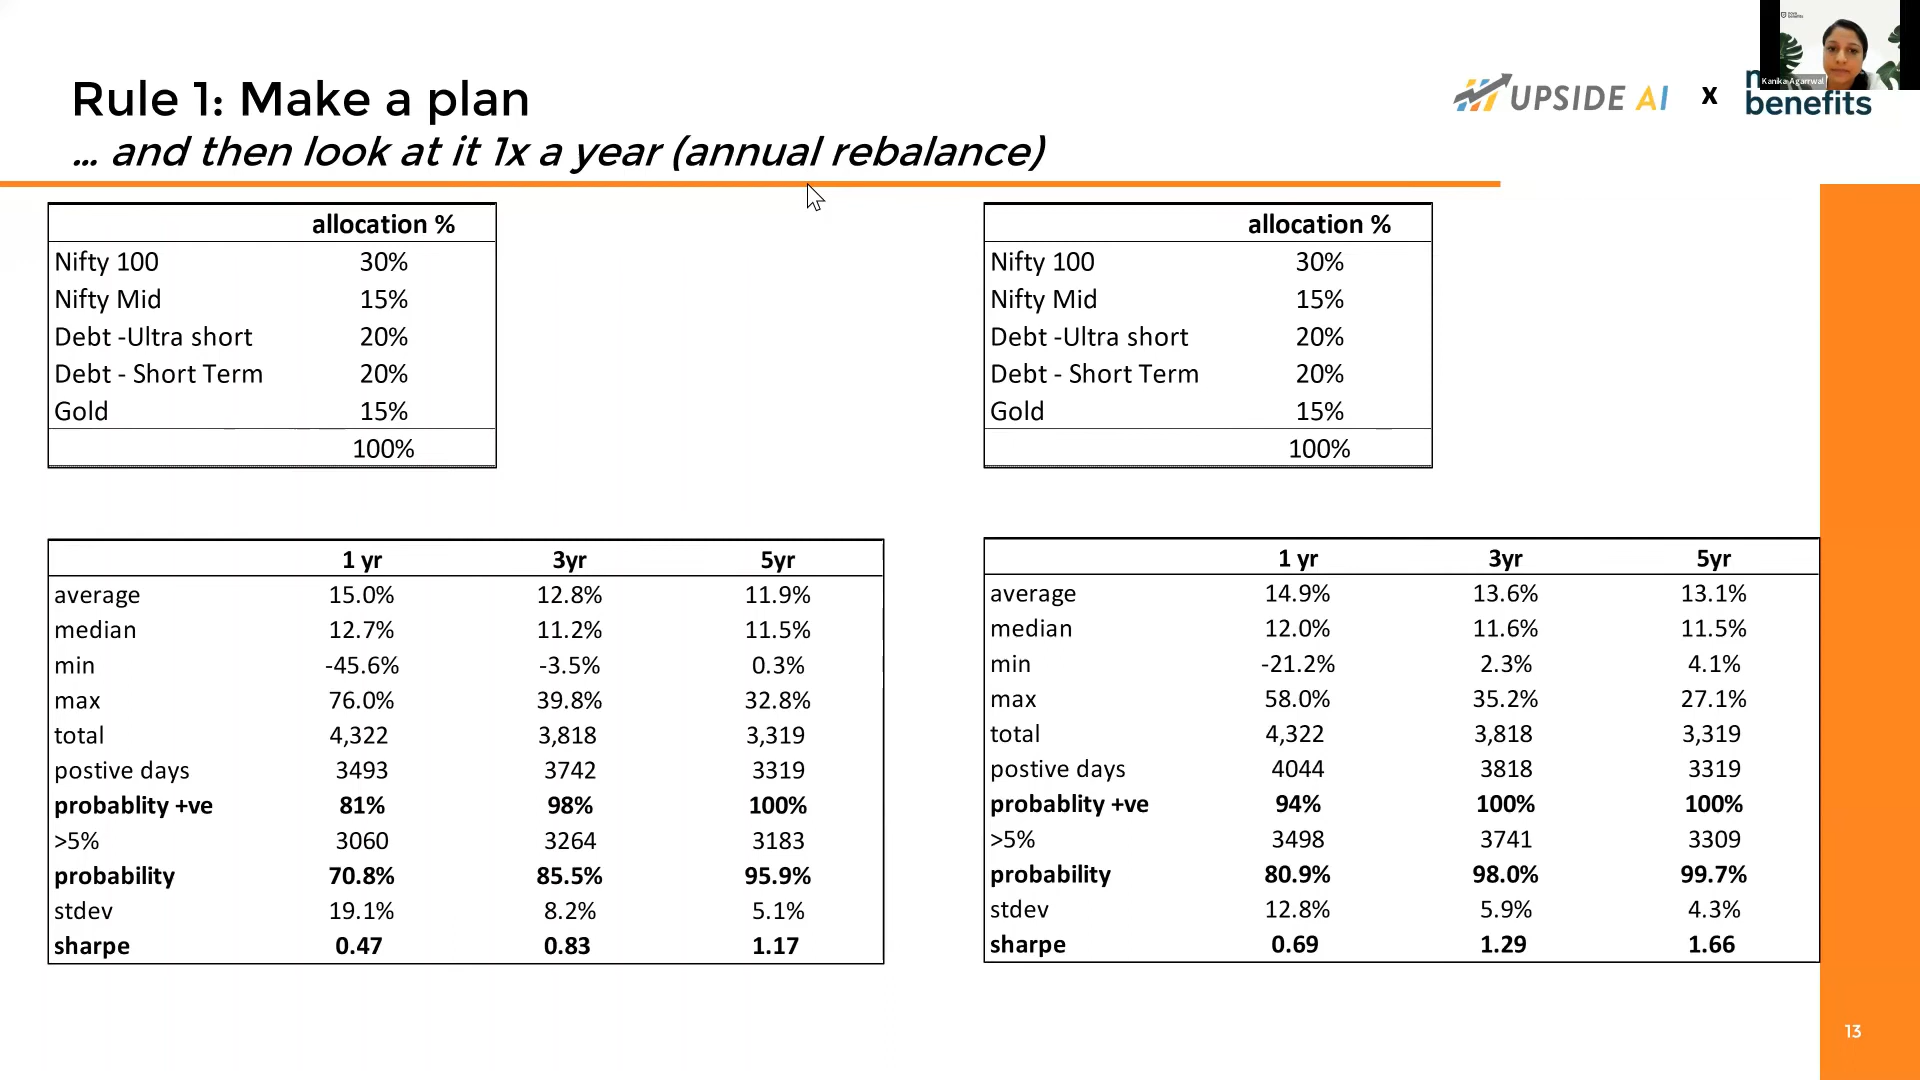 Rule 1: Make a plan
... and then look at it 1x a year (annual rebalance)
UPSIDE AI x
benefits
Kanika Agarrwal
allocation %
Nifty 100 30%
Nifty Mid 15%
Debt -Ultra short 20%
Debt - Short Term 20%
Gold 15%
100%
allocation %
Nifty 100 30%
Nifty Mid 15%
Debt -Ultra short 20%
Debt - Short Term 20%
Gold 15%
100%
1 yr 3yr 5yr
average 15.0% 12.8% 11.9%
median 12.7% 11.2% 11.5%
min -45.6% -3.5% 0.3%
max 76.0% 39.8% 32.8%
total 4,322 3,818 3,319
postive days 3493 3742 3319
probablity +ve 81% 98% 100%
>5% 3060 3264 3183
probability 70.8% 85.5% 95.9%
stdev 19.1% 8.2% 5.1%
sharpe 0.47 0.83 1.17
1 yr 3yr 5yr
average 14.9% 13.6% 13.1%
median 12.0% 11.6% 11.5%
min -21.2% 2.3% 4.1%
max 58.0% 35.2% 27.1%
total 4,322 3,818 3,319
postive days 4044 3818 3319
probablity +ve 94% 100% 100%
>5% 3498 3741 3309
probability 80.9% 98.0% 99.7%
stdev 12.8% 5.9% 4.3%
sharpe 0.69 1.29 1.66
13